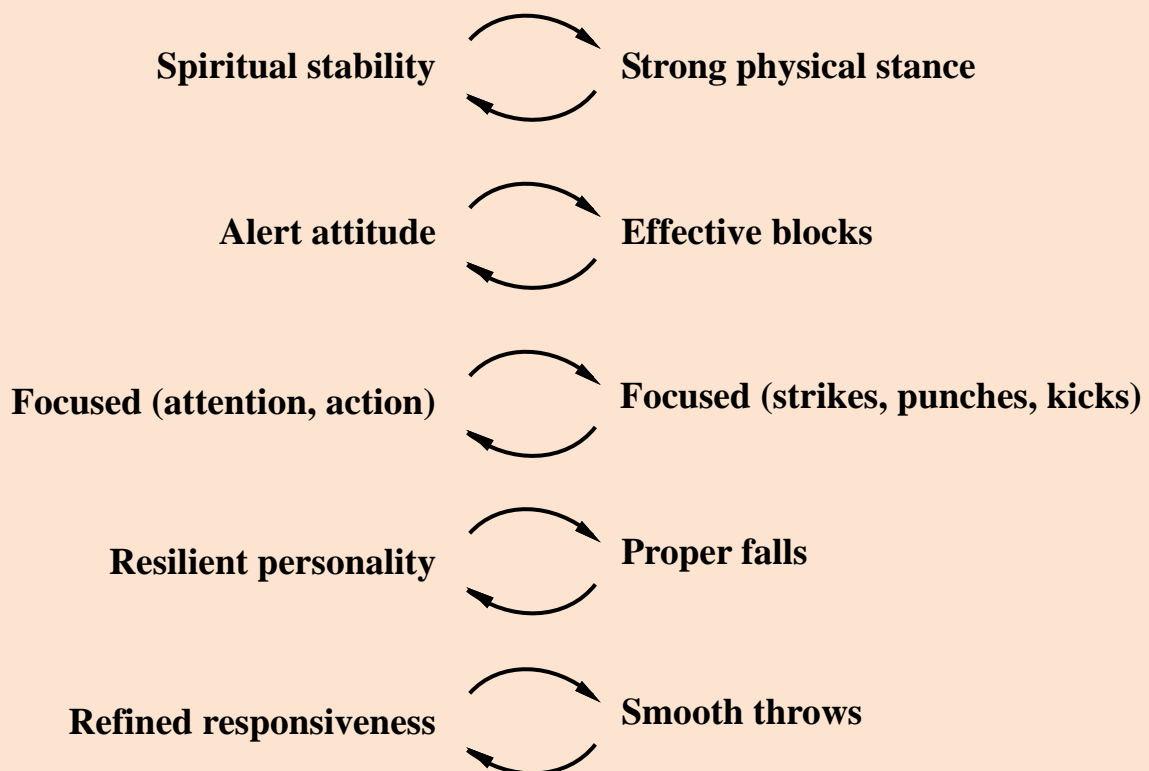 Spiritual stability Strong physical stance
Alert attitude Effective blocks
Focused (attention, action) Focused (strikes, punches, kicks)
Resilient personality Proper falls
Refined responsiveness Smooth throws